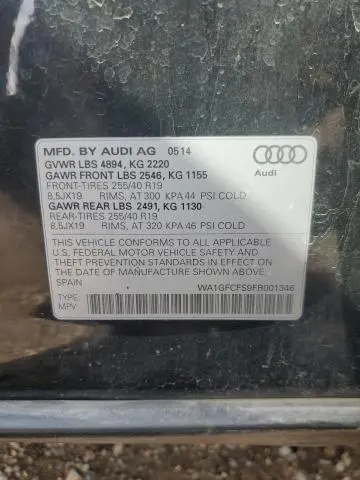 MFD. BY AUDI AG 0514
GVWR LBS 4894, KG 2220
GAWR FRONT LBS 2546, KG 1155
FRONT-TIRES 255/40 R19
8,5JX19 RIMS, AT 300 KPA 44 PSI COLD
GAWR REAR LBS 2491, KG 1130
REAR-TIRES 255/40 R19
8,5JX19 RIMS, AT 320 KPA 46 PSI COLD
Audi
THIS VEHICLE CONFORMS TO ALL APPLICABLE
U.S. FEDERAL MOTOR VEHICLE SAFETY
STANDARDS IN EFFECT ON THE DATE
OF MANUFACTURE SHOWN ABOVE.
SPAIN
WA1GFCFS9FR001346
TYPE:
MPV